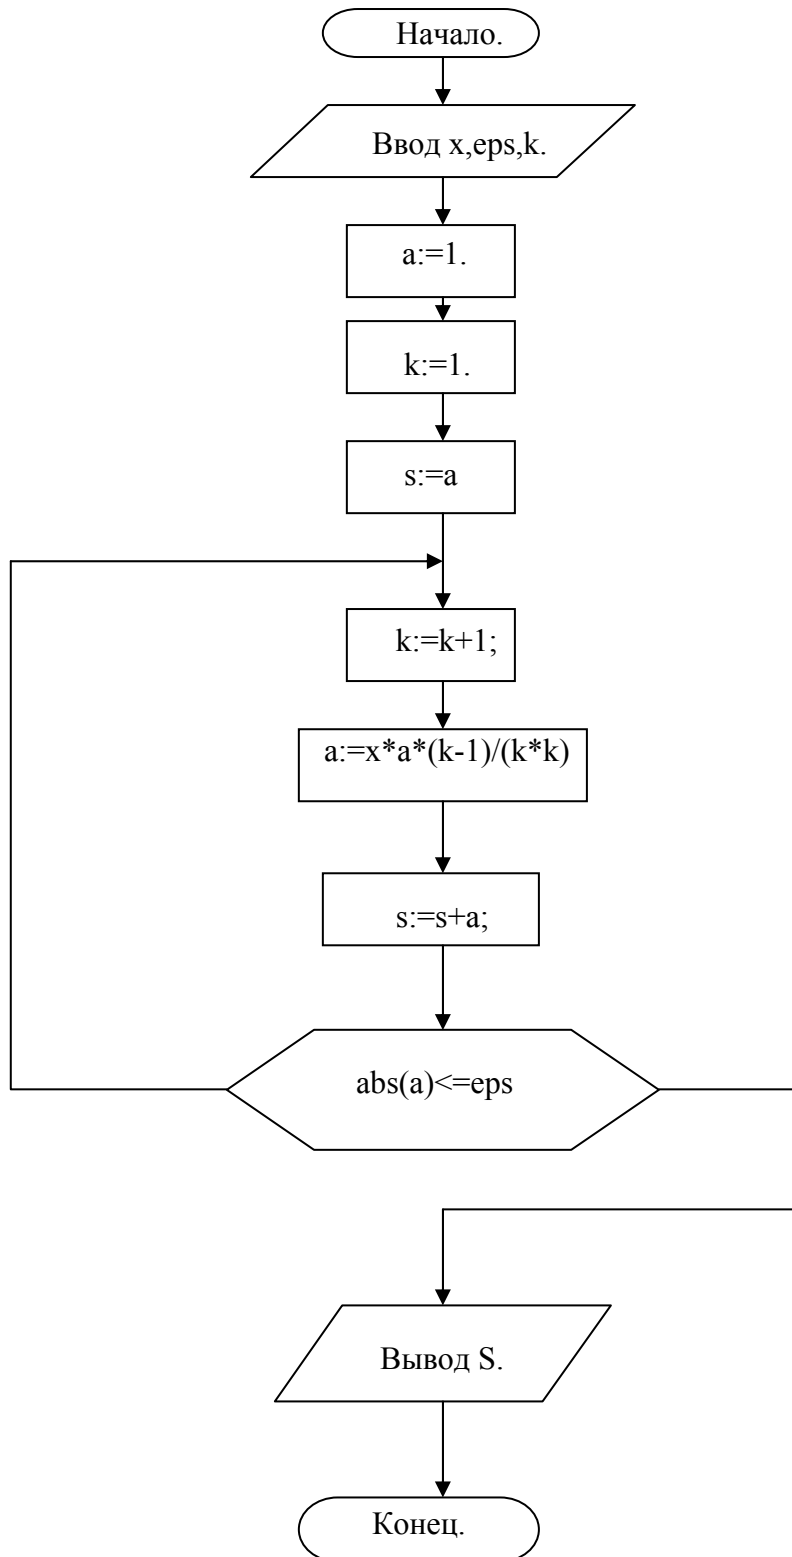 Начало.
Ввод x,eps,k.
a:=1.
k:=1.
s:=a
k:=k+1;
a:=x*a*(k-1)/(k*k)
s:=s+a;
abs(a)<=eps
Вывод S.
Конец.